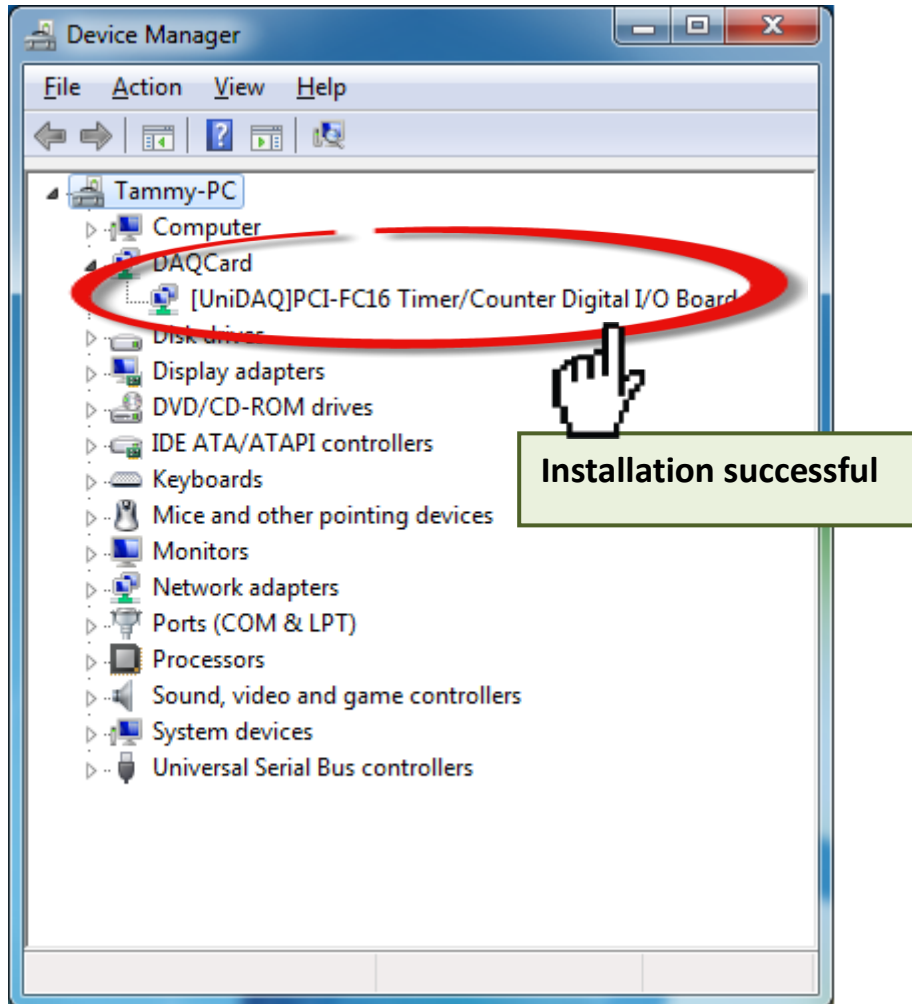 Device Manager
File Action View Help
Tammy-PC
Computer
DAQCard
[UniDAQ]PCI-FC16 Timer/Counter Digital I/O Board
Disk drives
Display adapters
DVD/CD-ROM drives
IDE ATA/ATAPI controllers
Keyboards
Installation successful
Mice and other pointing devices
Monitors
Network adapters
Ports (COM & LPT)
Processors
Sound, video and game controllers
System devices
Universal Serial Bus controllers